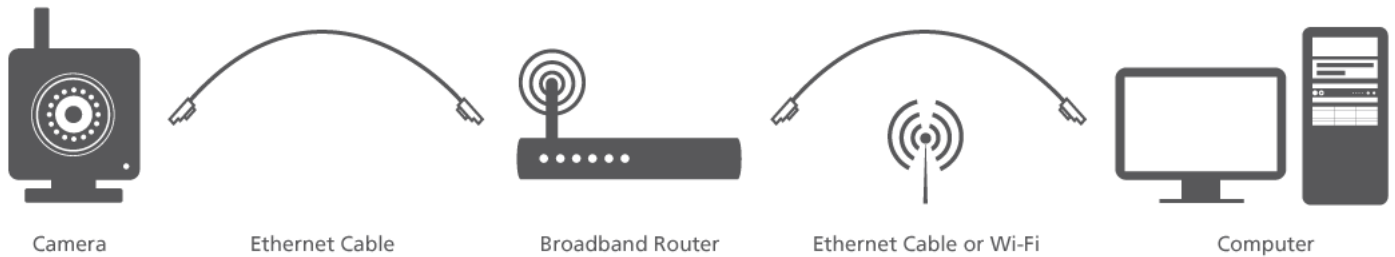 Camera
Ethernet Cable
Broadband Router
Ethernet Cable or Wi-Fi
Computer